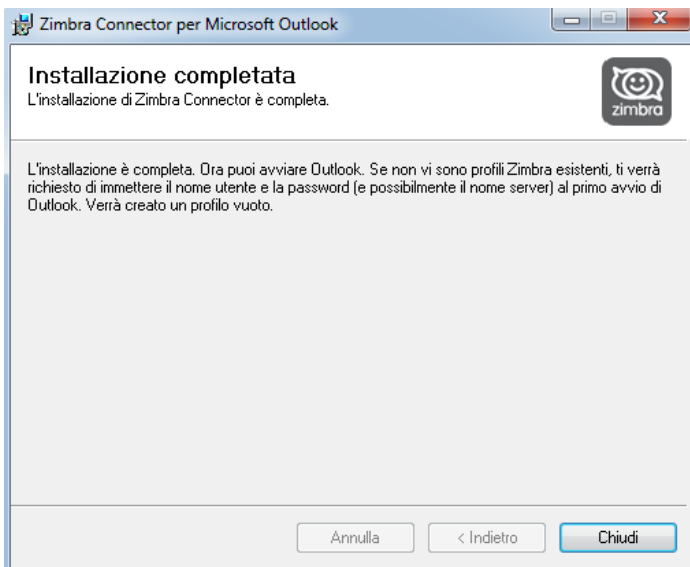 Zimbra Connector per Microsoft Outlook
Installazione completata
L'installazione di Zimbra Connector è completa.
zimbra
L'installazione è completa. Ora puoi avviare Outlook. Se non vi sono profili Zimbra esistenti, ti verrà
richiesto di immettere il nome utente e la password (e possibilmente il nome server) al primo avvio di
Outlook. Verrà creato un profilo vuoto.
Annulla
< Indietro
Chiudi